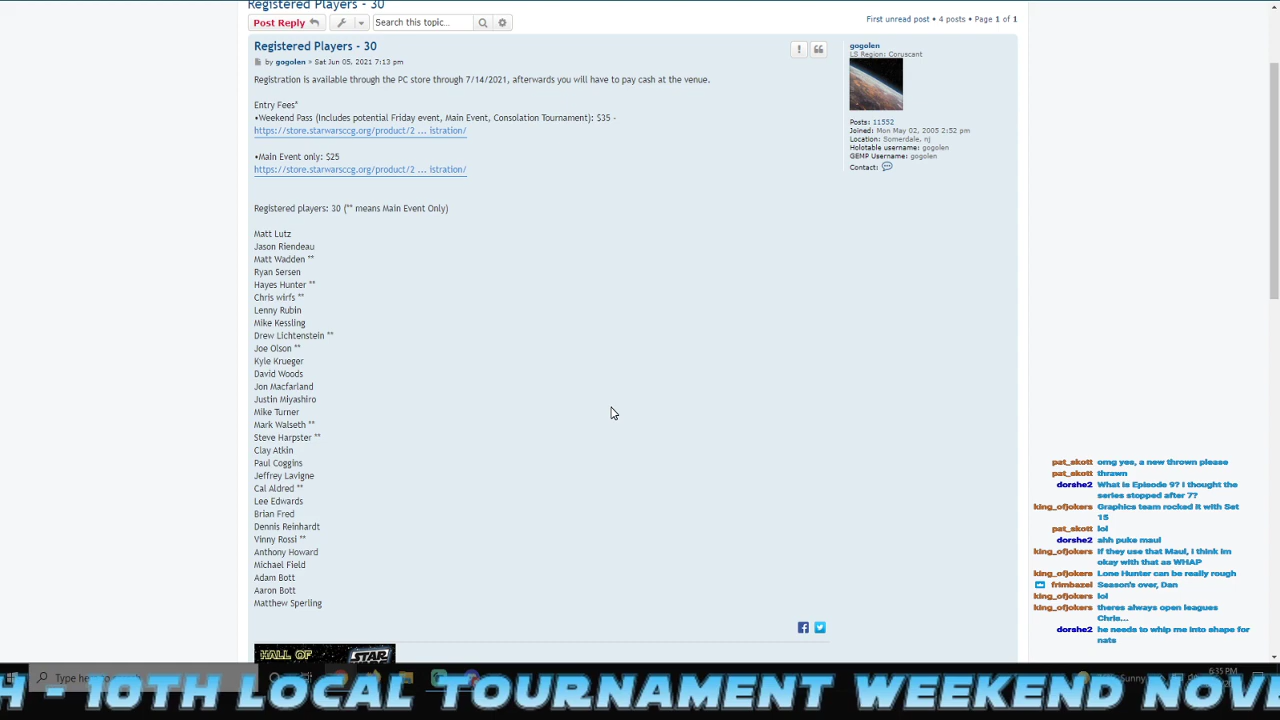 Registered Players - 30
Post Reply
Search this topic...
First unread post • 4 posts • Page 1 of 1
Registered Players - 30
by gogolen » Sat Jun 05, 2021 7:13 pm
Registration is available through the PC store through 7/14/2021, afterwards you will have to pay cash at the venue.
Entry Fees*
•Weekend Pass (Includes potential Friday event, Main Event, Consolation Tournament): $35 -
https://store.starwarsccg.org/product/2 ... istration/
•Main Event only: $25
https://store.starwarsccg.org/product/2 ... istration/
Registered players: 30 (** means Main Event Only)
Matt Lutz
Jason Riendeau
Matt Wadden **
Ryan Sersen
Hayes Hunter **
Chris wirfs **
Lenny Rubin
Mike Kessling
Drew Lichtenstein **
Joe Olson **
Kyle Krueger
David Woods
Jon Macfarland
Justin Miyashiro
Mike Turner
Mark Walseth **
Steve Harpster **
Clay Atkin
Paul Coggins
Jeffrey Lavigne
Cal Aldred **
Lee Edwards
Brian Fred
Dennis Reinhardt
Vinny Rossi **
Anthony Howard
Michael Field
Adam Bott
Aaron Bott
Matthew Sperling
gogolen
LS Region: Coruscant
Posts: 11552
Joined: Mon May 02, 2005 2:52 pm
Location: Somerdale, nj
Holotable username: gogolen
GEMP Username: gogolen
Contact:
HALL OF STAR
pat_skott omg yes, a new thrown please
pat_skott thrawn
dorshe2 What is Episode 9? I thought the
series stopped after 7?
king_ofjokers Graphics team rocked it with Set
15
pat_skott lol
dorshe2 ahh puke maul
king_ofjokers If they use that Maul, I think im
okay with that as WHAP
king_ofjokers Lone Hunter can be really rough
frimbazel Season's over, Dan
king_ofjokers lol
king_ofjokers theres always open leagues
Chris...
dorshe2 he needs to whip me into shape for
nats
Type he
Sunny
6:35 PM
H - 10TH LOCAL TOURNAMENT WEEKEND NOVE